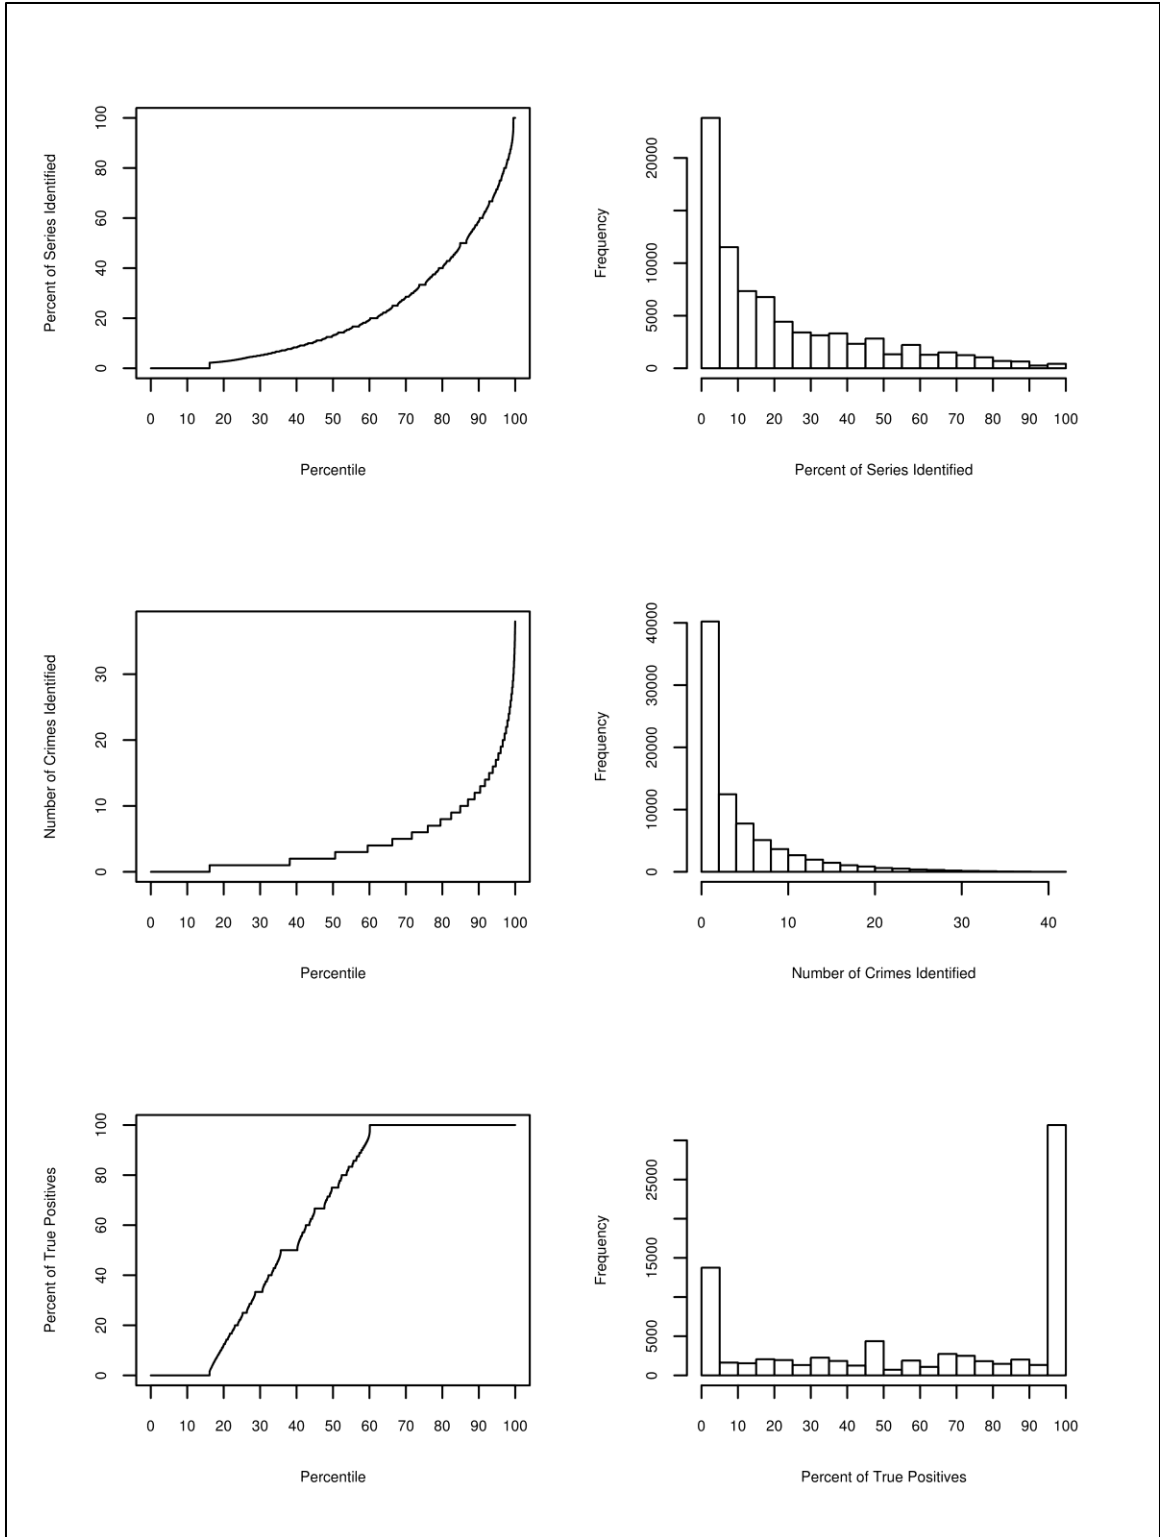 Percent of Series Identified
100
80
60
40
20
0
0 10 20 30 40 50 60 70 80 90 100
Percentile
Frequency
20000
10000
5000
0
0 10 20 30 40 50 60 70 80 90 100
Percent of Series Identified
Number of Crimes Identified
30
20
10
0
0 10 20 30 40 50 60 70 80 90 100
Percentile
Frequency
40000
30000
20000
10000
0
0 10 20 30 40
Number of Crimes Identified
Percent of True Positives
100
80
60
40
20
0
0 10 20 30 40 50 60 70 80 90 100
Percentile
Frequency
25000
15000
5000
0
0 10 20 30 40 50 60 70 80 90 100
Percent of True Positives